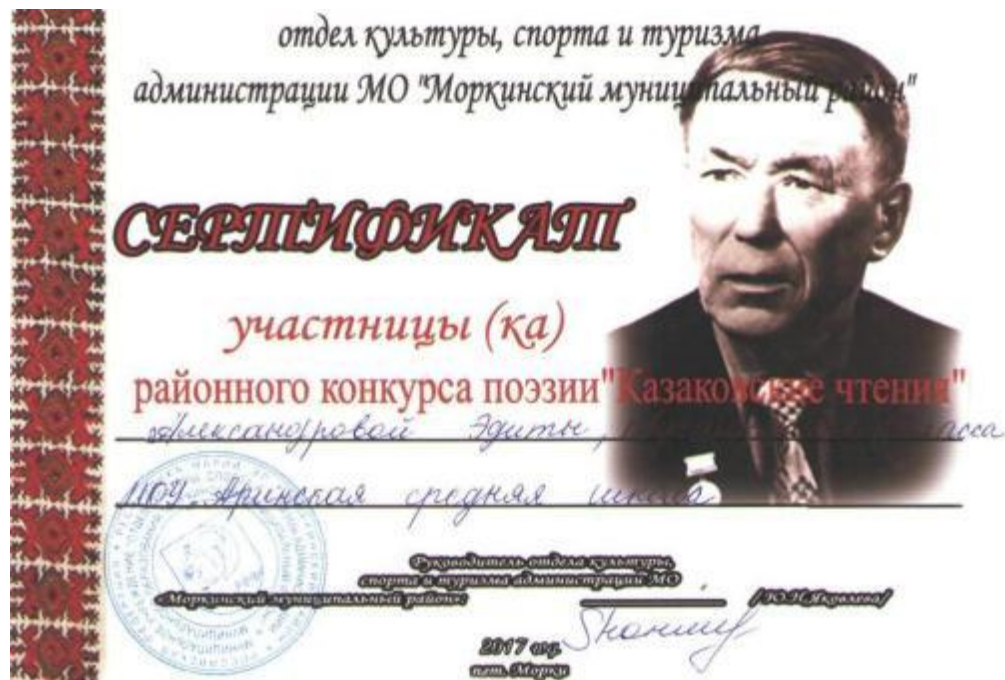 отдел культуры, спорта и туризма
администрации МО "Моркинский муниципальный район"
СЕРТИФИКАТ
участницы (ка)
районного конкурса поэзии"Казаковские чтения"
Александровой Эдите,
МОУ Аринская средняя школа
Руководитель отдела культуры,
спорта и туризма администрации МО
«Моркинский муниципальный район»:
/Ю.Н.Яковлева/
2017 год,
пгт. Морки